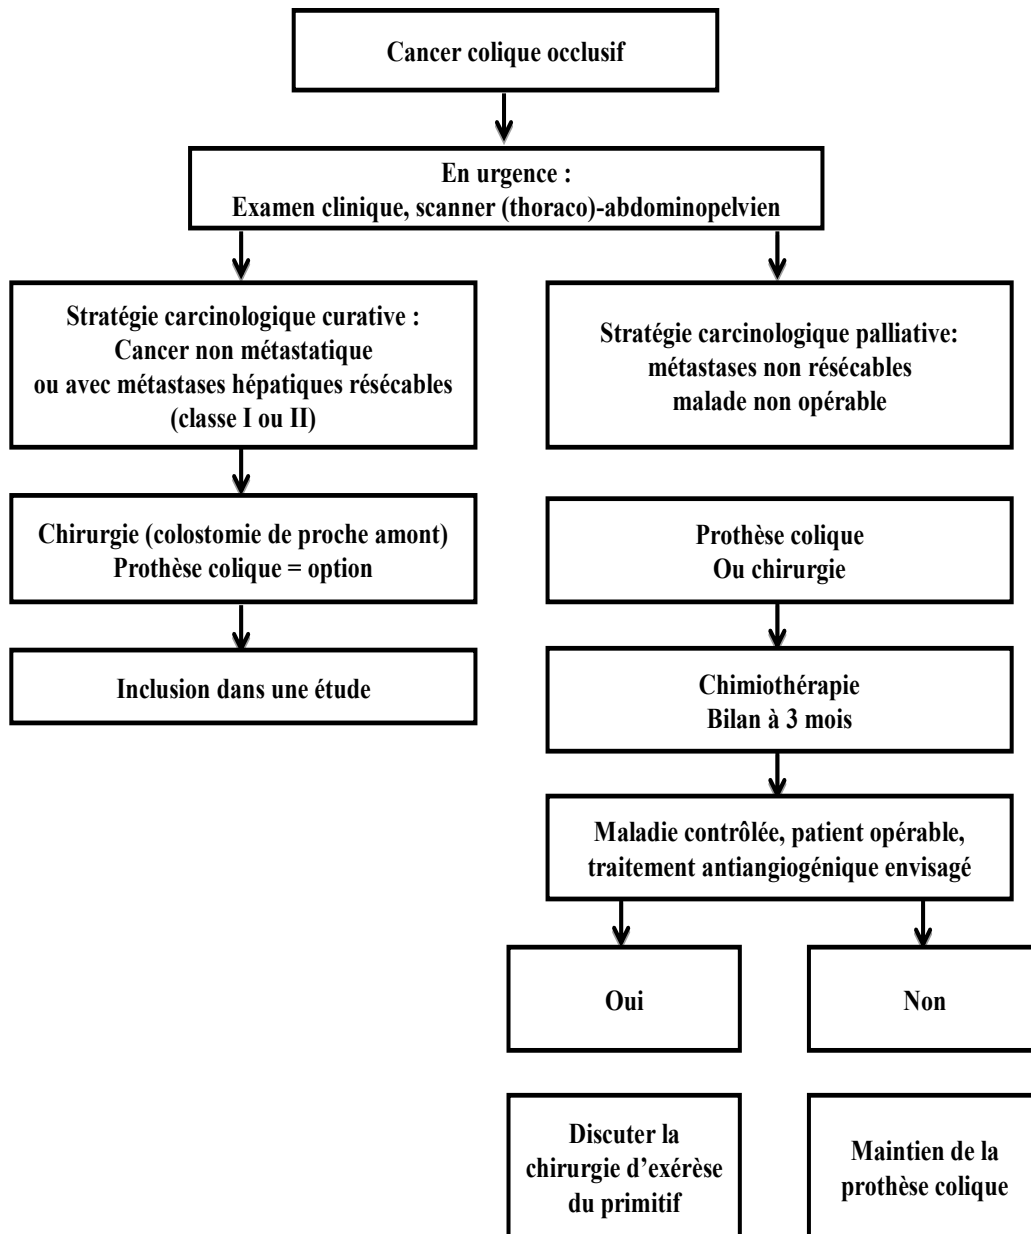 Cancer colique occlusif
En urgence :
Examen clinique, scanner (thoraco)-abdominopelvien
Stratégie carcinologique curative :
Cancer non métastatique
ou avec métastases hépatiques résécables
(classe I ou II)
Stratégie carcinologique palliative:
métastases non résécables
malade non opérable
Chirurgie (colostomie de proche amont)
Prothèse colique = option
Prothèse colique
Ou chirurgie
Inclusion dans une étude
Chimiothérapie
Bilan à 3 mois
Maladie contrôlée, patient opérable,
traitement antiangiogénique envisagé
Oui
Non
Discuter la
chirurgie d’exérèse
du primitif
Maintien de la
prothèse colique